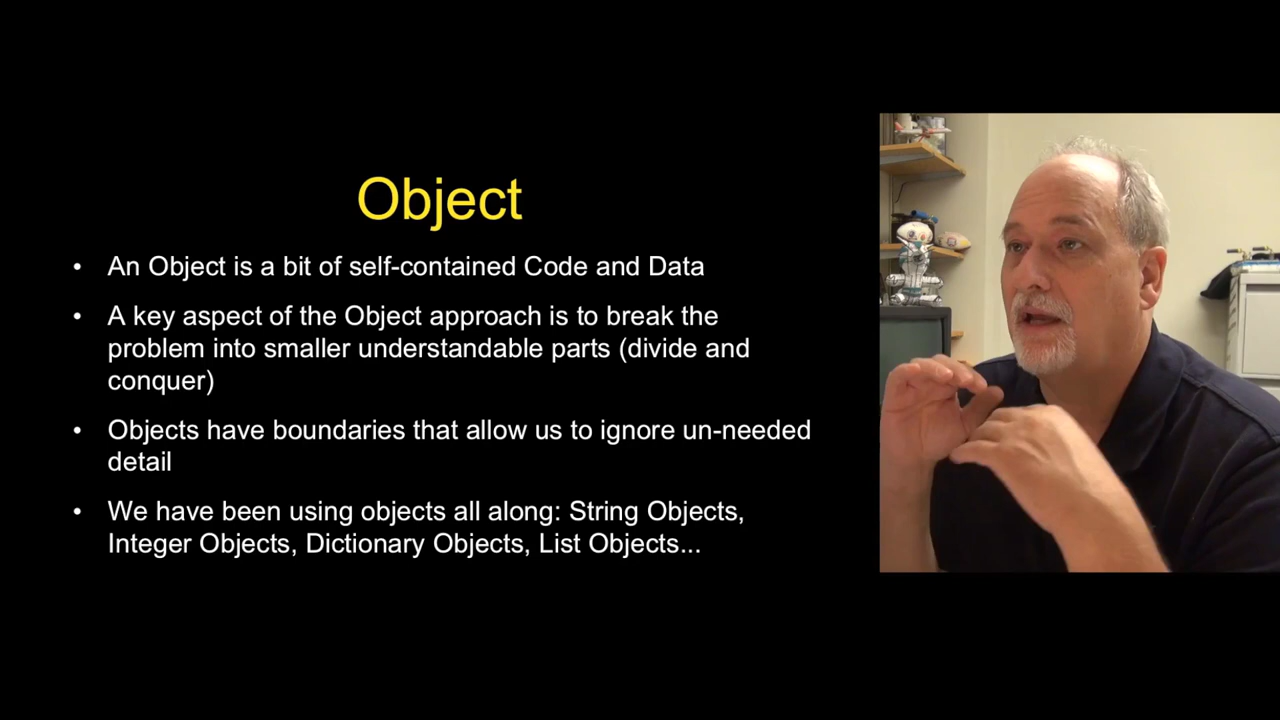 Object
• An Object is a bit of self-contained Code and Data
• A key aspect of the Object approach is to break the
problem into smaller understandable parts (divide and
conquer)
• Objects have boundaries that allow us to ignore un-needed
detail
• We have been using objects all along: String Objects,
Integer Objects, Dictionary Objects, List Objects...